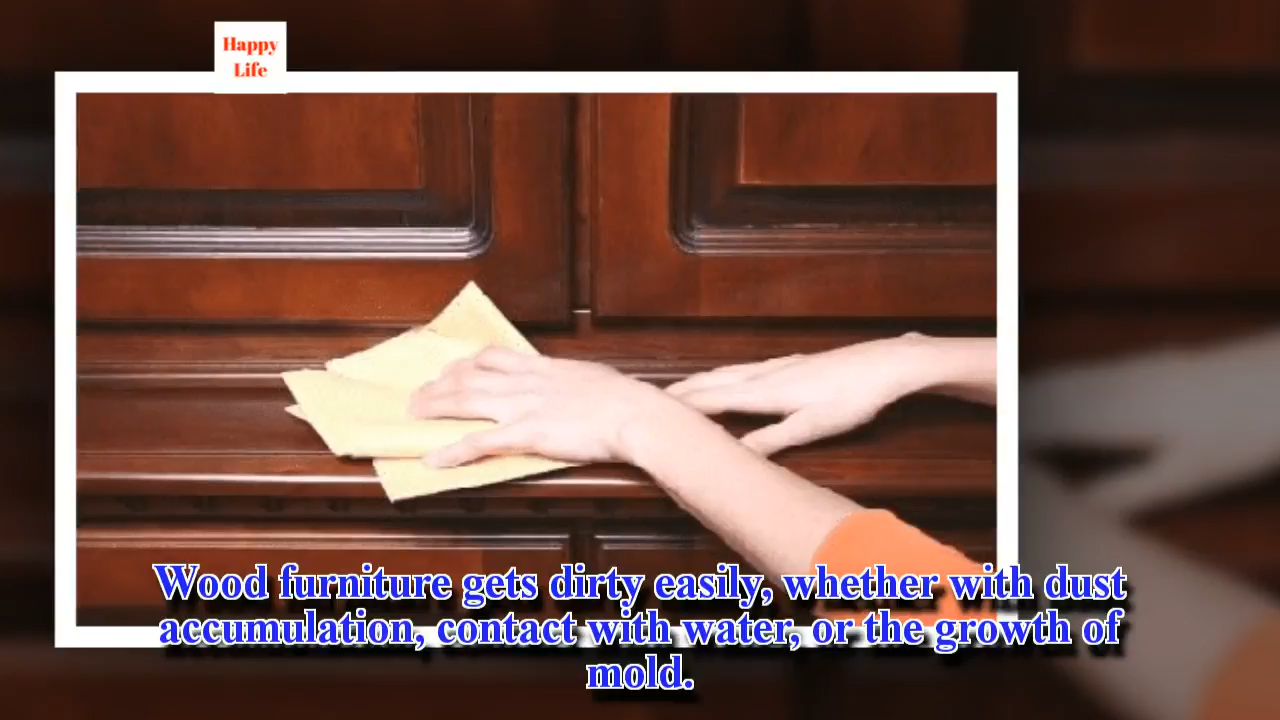 Happy
Life
Wood furniture gets dirty easily, whether with dust
accumulation, contact with water, or the growth of
mold.